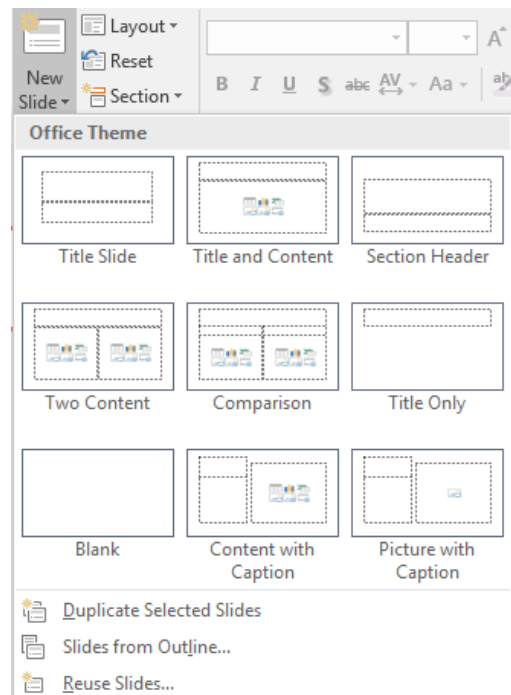 New
Slide
Layout
Reset
Section
A
B I U S abc AV Aa ab
Office Theme
Title Slide
Title and Content
Section Header
Two Content
Comparison
Title Only
Blank
Content with
Caption
Picture with
Caption
Duplicate Selected Slides
Slides from Outline...
Reuse Slides...